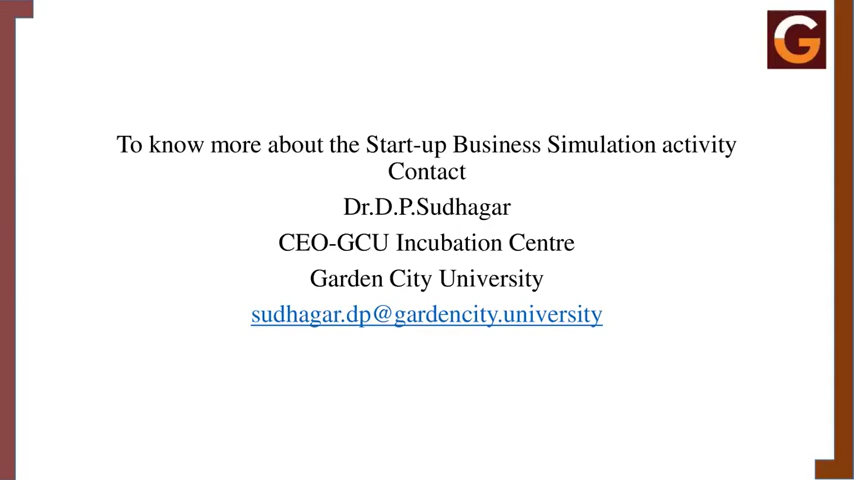 G
To know more about the Start-up Business Simulation activity
Contact
Dr.D.P.Sudhagar
CEO-GCU Incubation Centre
Garden City University
sudhagar.dp@gardencity.university